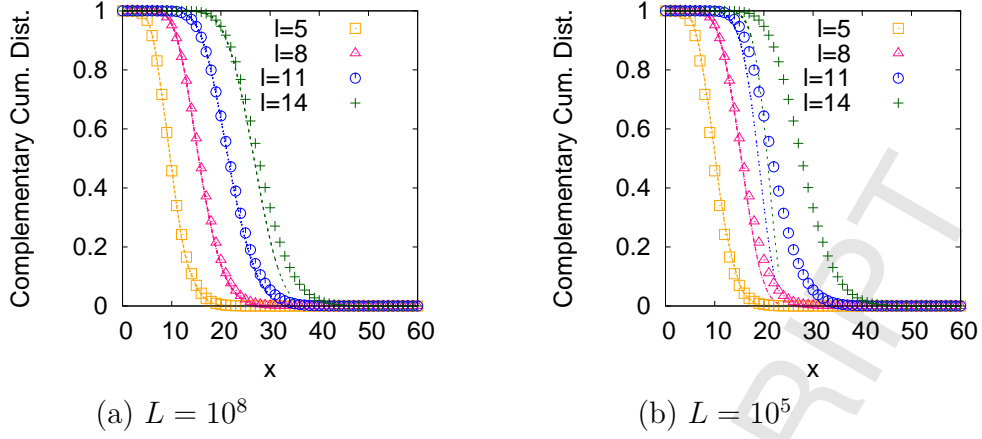 Complementary Cum. Dist.
1
0.8
0.6
0.4
0.2
0
0 10 20 30 40 50 60
x
l=5
l=8
l=11
l=14
(a) L = 10^8
Complementary Cum. Dist.
1
0.8
0.6
0.4
0.2
0
0 10 20 30 40 50 60
x
l=5
l=8
l=11
l=14
(b) L = 10^5
RIPT